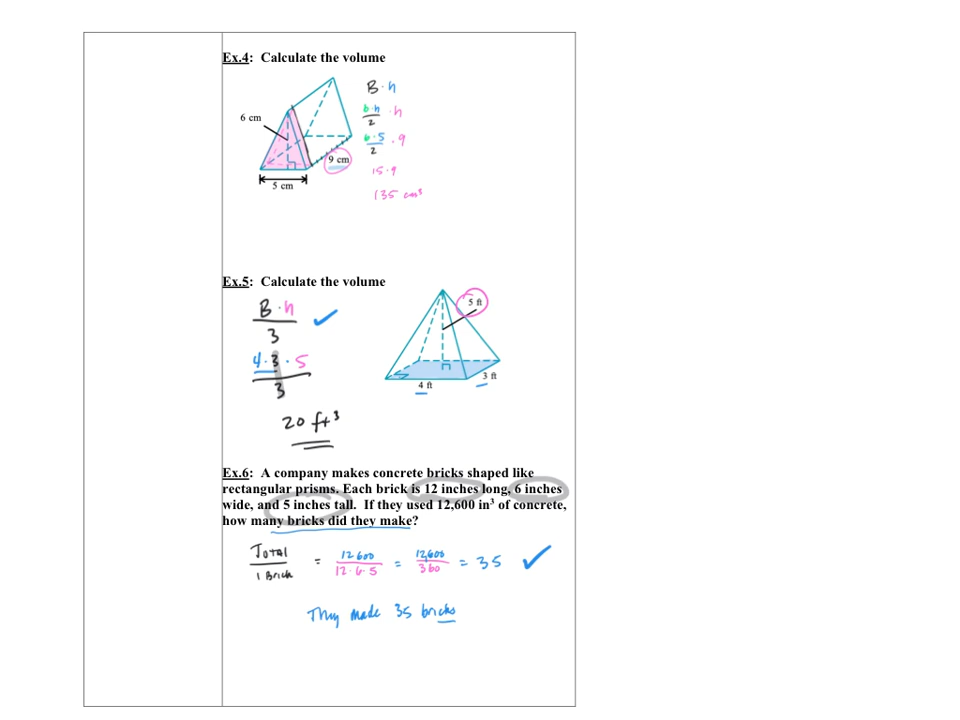 Ex.4: Calculate the volume
6 cm
9 cm
5 cm
B·h
b·h/2 ·h
6·5/2 ·9
15·9
135 cm³
Ex.5: Calculate the volume
B·h/3
4·3·5/3
20 ft³
5 ft
3 ft
4 ft
Ex.6: A company makes concrete bricks shaped like
rectangular prisms. Each brick is 12 inches long, 6 inches
wide, and 5 inches tall. If they used 12,600 in³ of concrete,
how many bricks did they make?
Total/1 Brick = 12600/12·6·5 = 12,600/360 = 35
They made 35 bricks